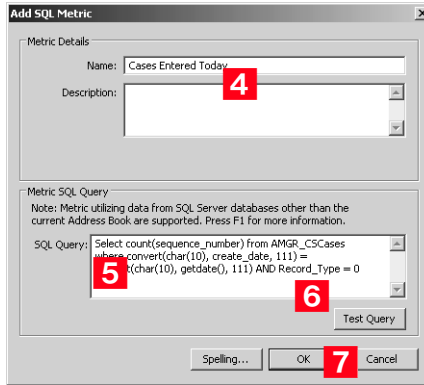 Add SQL Metric
Metric Details
Name: Cases Entered Today
4
Description:
Metric SQL Query
Note: Metric utilizing data from SQL Server databases other than the
current Address Book are supported. Press F1 for more information.
SQL Query: Select count(sequence_number) from AMGR_CSCases
convert(char(10), create_date, 111) =
5
(char(10), getdate(), 111) AND Record_Type = 0
6
Test Query
Spelling... OK 7 Cancel